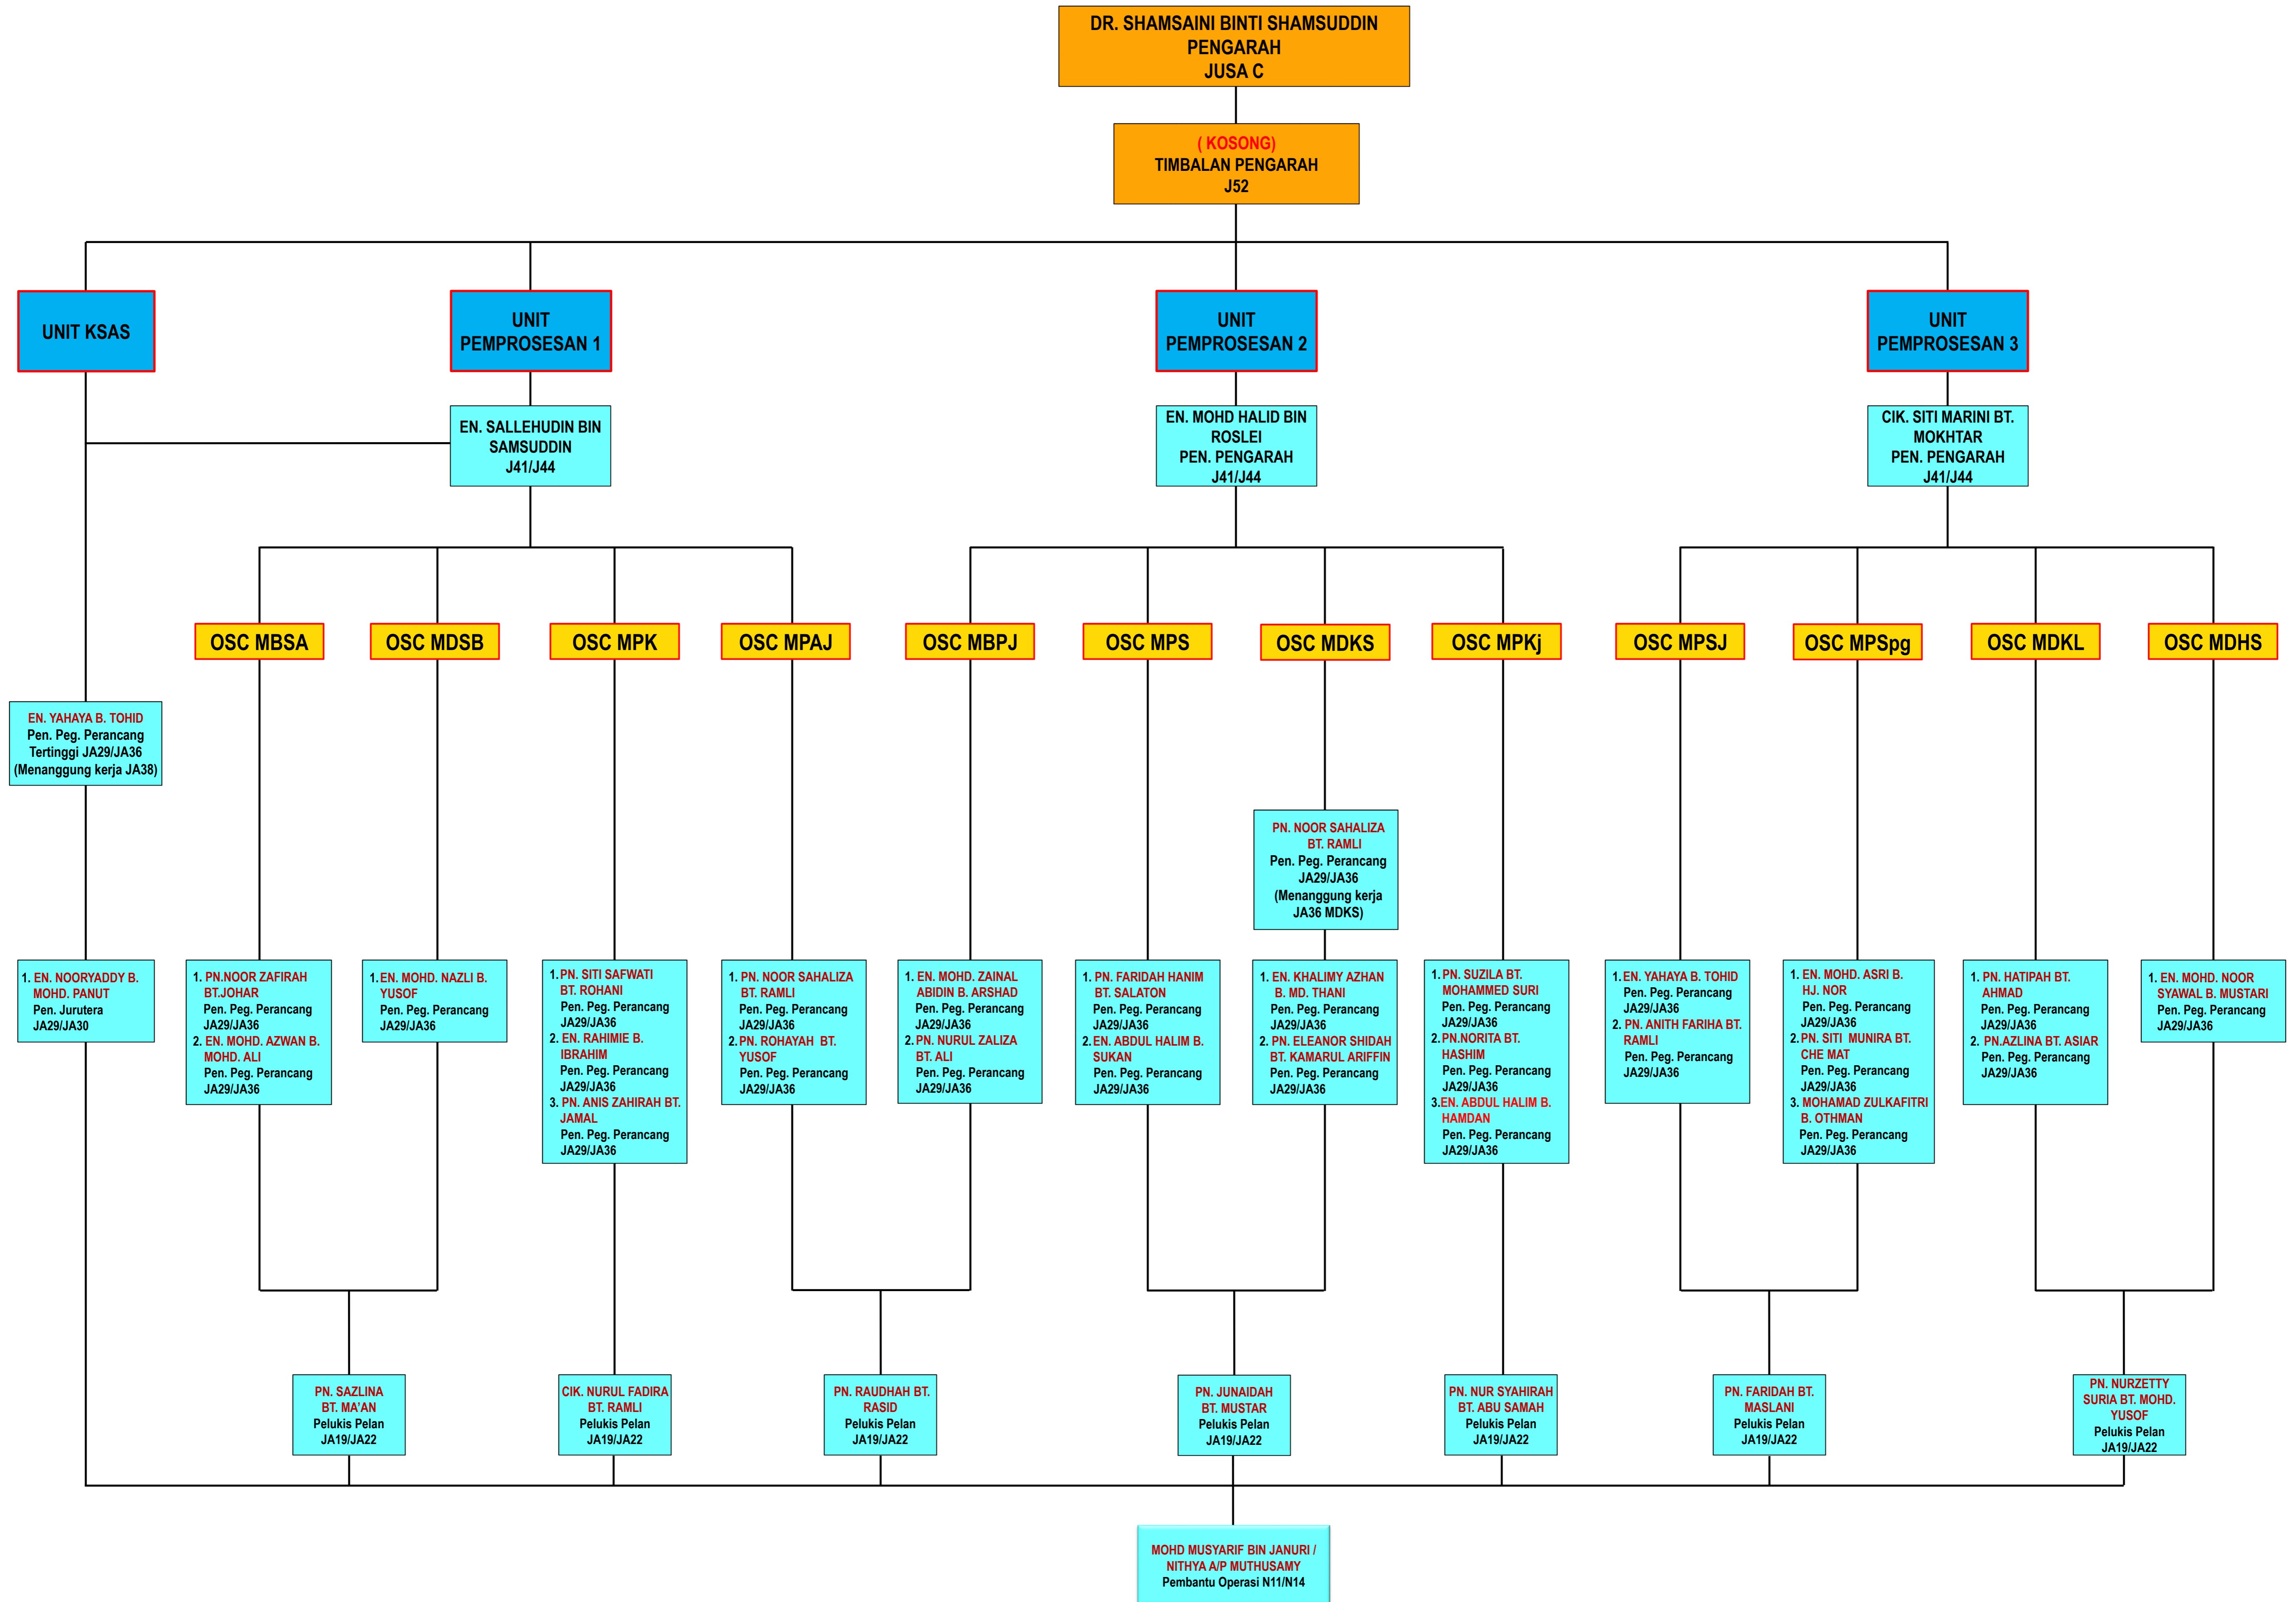 DR. SHAMSAINI BINTI SHAMSUDDIN
PENGARAH
JUSA C
( KOSONG)
TIMBALAN PENGARAH
J52
UNIT KSAS
UNIT
PEMPROSESAN 1
UNIT
PEMPROSESAN 2
UNIT
PEMPROSESAN 3
EN. SALLEHUDIN BIN
SAMSUDDIN
J41/J44
EN. MOHD HALID BIN
ROSLEI
PEN. PENGARAH
J41/J44
CIK. SITI MARINI BT.
MOKHTAR
PEN. PENGARAH
J41/J44
OSC MBSA
OSC MDSB
OSC MPK
OSC MPAJ
OSC MBPJ
OSC MPS
OSC MDKS
OSC MPKj
OSC MPSJ
OSC MPSpg
OSC MDKL
OSC MDHS
EN. YAHAYA B. TOHID
Pen. Peg. Perancang
Tertinggi JA29/JA36
(Menanggung kerja JA38)
PN. NOOR SAHALIZA
BT. RAMLI
Pen. Peg. Perancang
JA29/JA36
(Menanggung kerja
JA36 MDKS)
1. EN. NOORYADDY B.
MOHD. PANUT
Pen. Jurutera
JA29/JA30
1. PN.NOOR ZAFIRAH
BT.JOHAR
Pen. Peg. Perancang
JA29/JA36
2. EN. MOHD. AZWAN B.
MOHD. ALI
Pen. Peg. Perancang
JA29/JA36
1. EN. MOHD. NAZLI B.
YUSOF
Pen. Peg. Perancang
JA29/JA36
1. PN. SITI SAFWATI
BT. ROHANI
Pen. Peg. Perancang
JA29/JA36
2. EN. RAHIMIE B.
IBRAHIM
Pen. Peg. Perancang
JA29/JA36
3. PN. ANIS ZAHIRAH BT.
JAMAL
Pen. Peg. Perancang
JA29/JA36
1. PN. NOOR SAHALIZA
BT. RAMLI
Pen. Peg. Perancang
JA29/JA36
2. PN. ROHAYAH BT.
YUSOF
Pen. Peg. Perancang
JA29/JA36
1. EN. MOHD. ZAINAL
ABIDIN B. ARSHAD
Pen. Peg. Perancang
JA29/JA36
2. PN. NURUL ZALIZA
BT. ALI
Pen. Peg. Perancang
JA29/JA36
1. PN. FARIDAH HANIM
BT. SALATON
Pen. Peg. Perancang
JA29/JA36
2. EN. ABDUL HALIM B.
SUKAN
Pen. Peg. Perancang
JA29/JA36
1. EN. KHALIMY AZHAN
B. MD. THANI
Pen. Peg. Perancang
JA29/JA36
2. PN. ELEANOR SHIDAH
BT. KAMARUL ARIFFIN
Pen. Peg. Perancang
JA29/JA36
1. PN. SUZILA BT.
MOHAMMED SURI
Pen. Peg. Perancang
JA29/JA36
2. PN.NORITA BT.
HASHIM
Pen. Peg. Perancang
JA29/JA36
3.EN. ABDUL HALIM B.
HAMDAN
Pen. Peg. Perancang
JA29/JA36
1. EN. YAHAYA B. TOHID
Pen. Peg. Perancang
JA29/JA36
2. PN. ANITH FARIHA BT.
RAMLI
Pen. Peg. Perancang
JA29/JA36
1. EN. MOHD. ASRI B.
HJ. NOR
Pen. Peg. Perancang
JA29/JA36
2. PN. SITI MUNIRA BT.
CHE MAT
Pen. Peg. Perancang
JA29/JA36
3. MOHAMAD ZULKAFITRI
B. OTHMAN
Pen. Peg. Perancang
JA29/JA36
1. PN. HATIPAH BT.
AHMAD
Pen. Peg. Perancang
JA29/JA36
2. PN.AZLINA BT. ASIAR
Pen. Peg. Perancang
JA29/JA36
1. EN. MOHD. NOOR
SYAWAL B. MUSTARI
Pen. Peg. Perancang
JA29/JA36
PN. SAZLINA
BT. MA'AN
Pelukis Pelan
JA19/JA22
CIK. NURUL FADIRA
BT. RAMLI
Pelukis Pelan
JA19/JA22
PN. RAUDHAH BT.
RASID
Pelukis Pelan
JA19/JA22
PN. JUNAIDAH
BT. MUSTAR
Pelukis Pelan
JA19/JA22
PN. NUR SYAHIRAH
BT. ABU SAMAH
Pelukis Pelan
JA19/JA22
PN. FARIDAH BT.
MASLANI
Pelukis Pelan
JA19/JA22
PN. NURZETTY
SURIA BT. MOHD.
YUSOF
Pelukis Pelan
JA19/JA22
MOHD MUSYARIF BIN JANURI /
NITHYA A/P MUTHUSAMY
Pembantu Operasi N11/N14